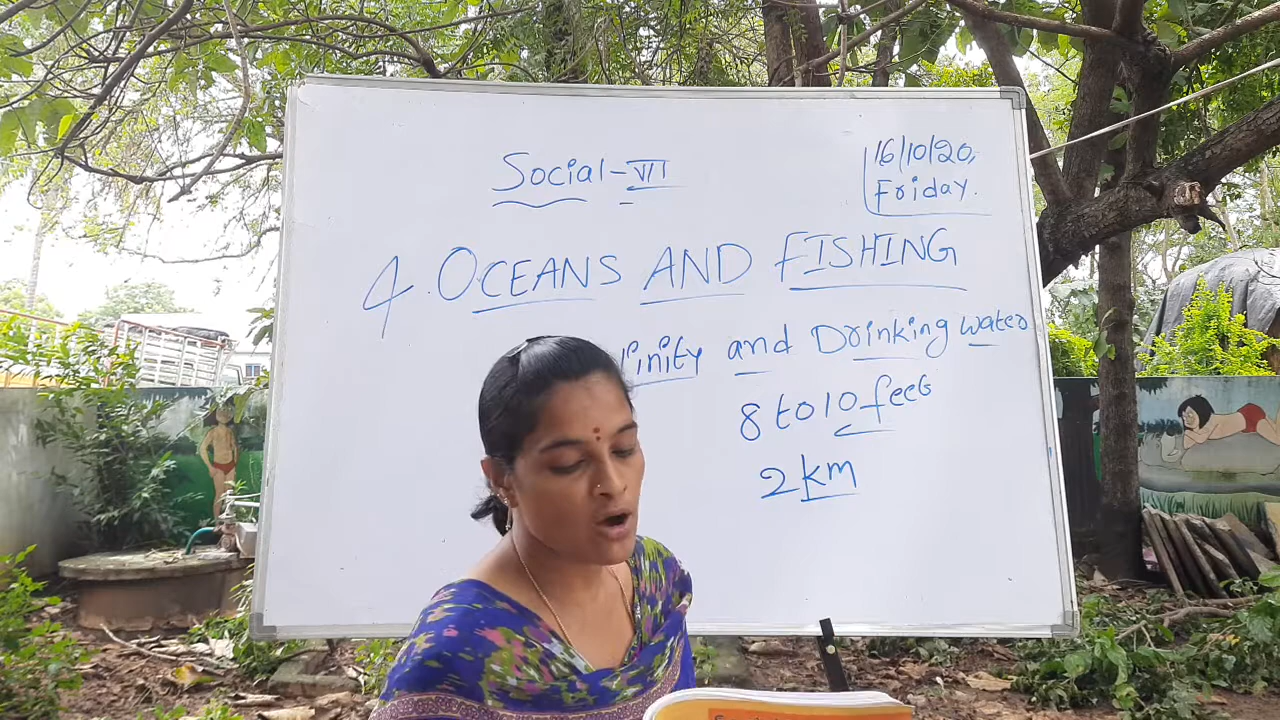 Social-VII
16/10/20,
Friday.
4. OCEANS AND FISHING
linity and Drinking water
8 to 10 feet
2 km